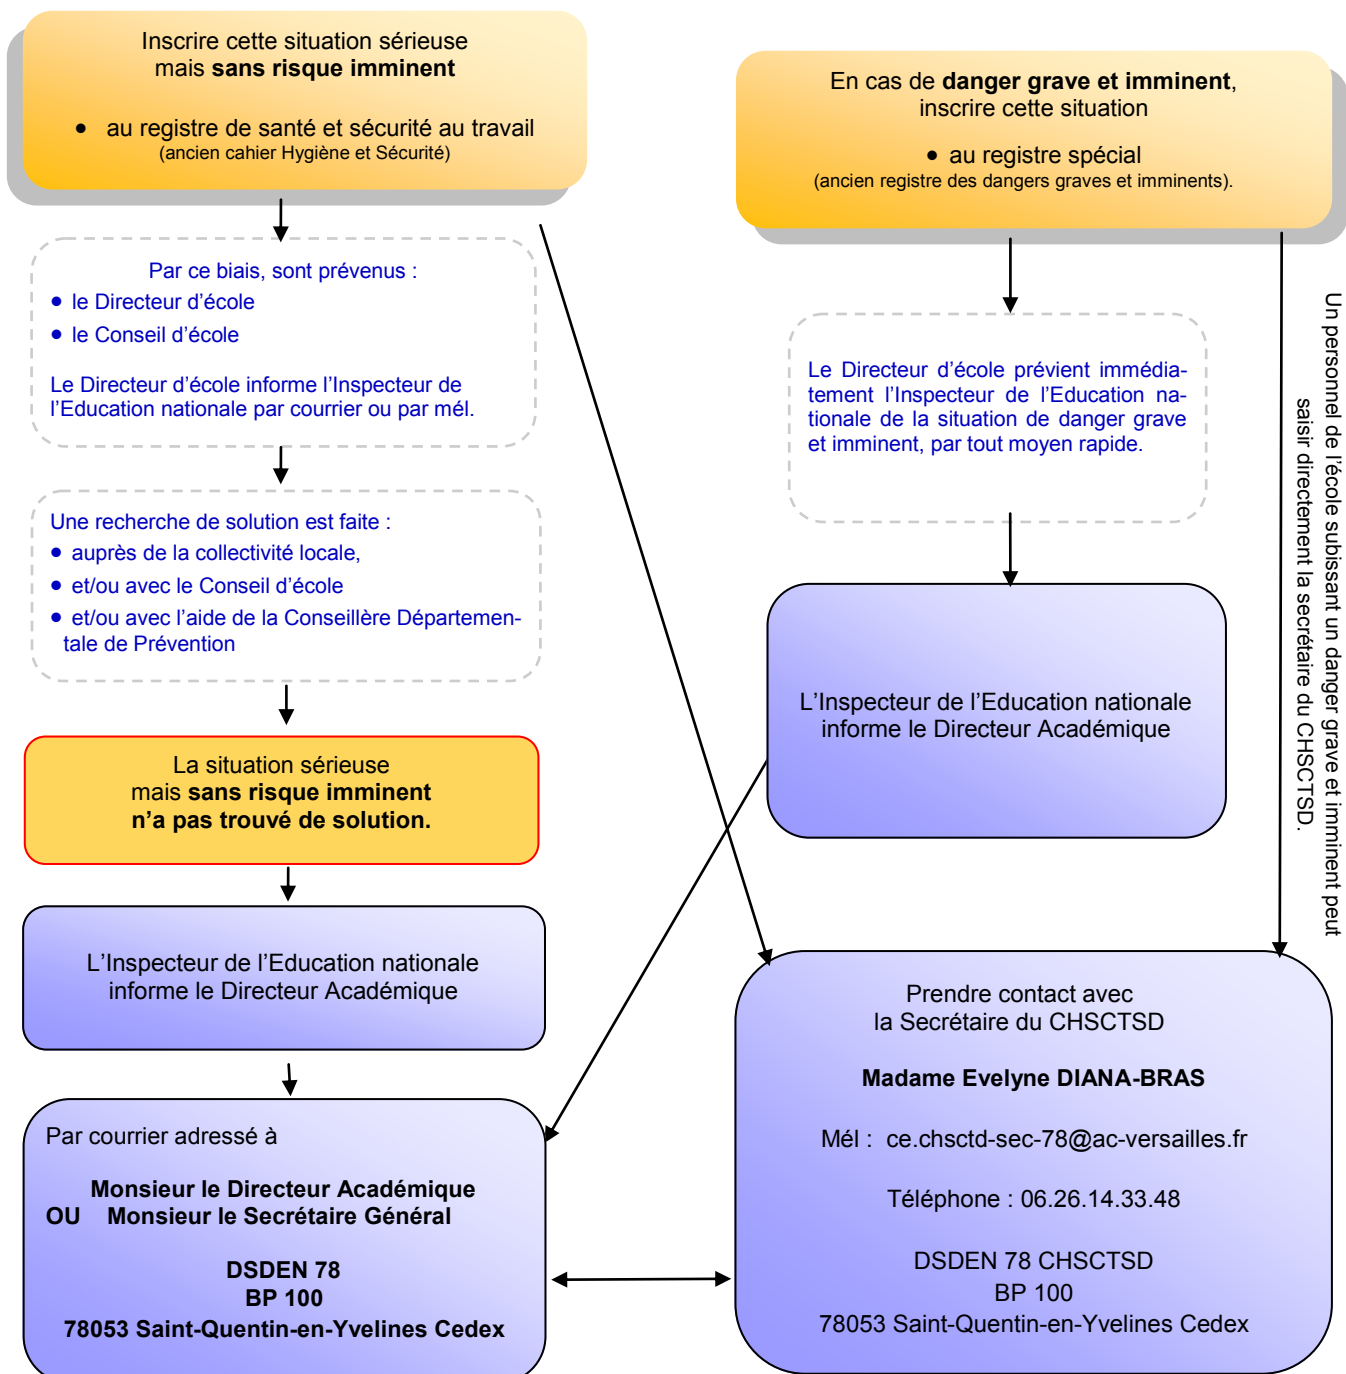 Inscrire cette situation sérieuse
mais sans risque imminent
• au registre de santé et sécurité au travail
(ancien cahier Hygiène et Sécurité)
Par ce biais, sont prévenus :
• le Directeur d’école
• le Conseil d’école
Le Directeur d’école informe l’Inspecteur de
l’Education nationale par courrier ou par mél.
Une recherche de solution est faite :
• auprès de la collectivité locale,
• et/ou avec le Conseil d’école
• et/ou avec l’aide de la Conseillère Départemen-
tale de Prévention
La situation sérieuse
mais sans risque imminent
n’a pas trouvé de solution.
L’Inspecteur de l’Education nationale
informe le Directeur Académique
Par courrier adressé à
Monsieur le Directeur Académique
OU Monsieur le Secrétaire Général
DSDEN 78
BP 100
78053 Saint-Quentin-en-Yvelines Cedex
En cas de danger grave et imminent,
inscrire cette situation
• au registre spécial
(ancien registre des dangers graves et imminents).
Le Directeur d’école prévient immédia-
tement l’Inspecteur de l’Education na-
tionale de la situation de danger grave
et imminent, par tout moyen rapide.
L’Inspecteur de l’Education nationale
informe le Directeur Académique
Un personnel de l’école subissant un danger grave et imminent peut
saisir directement la secrétaire du CHSCTSD.
Prendre contact avec
la Secrétaire du CHSCTSD
Madame Evelyne DIANA-BRAS
Mél : ce.chsctd-sec-78@ac-versailles.fr
Téléphone : 06.26.14.33.48
DSDEN 78 CHSCTSD
BP 100
78053 Saint-Quentin-en-Yvelines Cedex